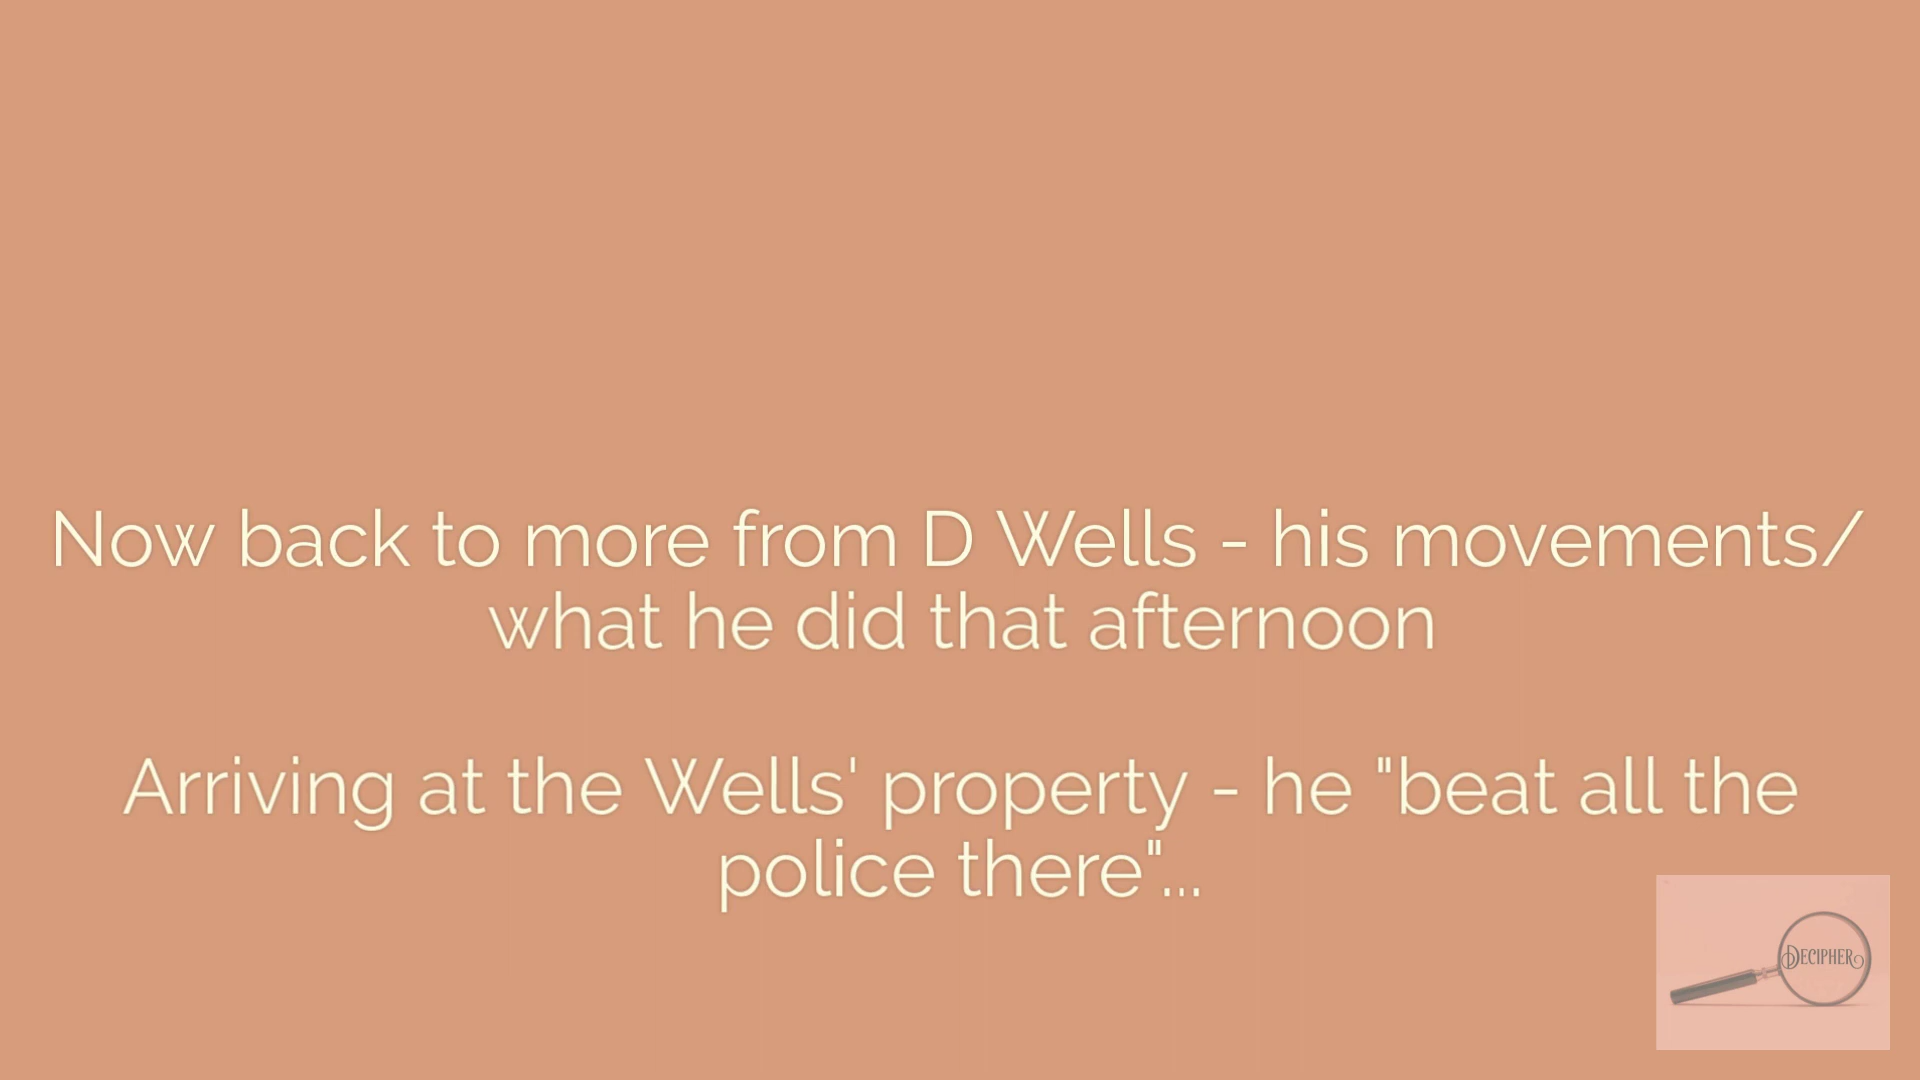 Now back to more from D Wells - his movements/
what he did that afternoon
Arriving at the Wells' property - he "beat all the
police there"...
DECIPHER